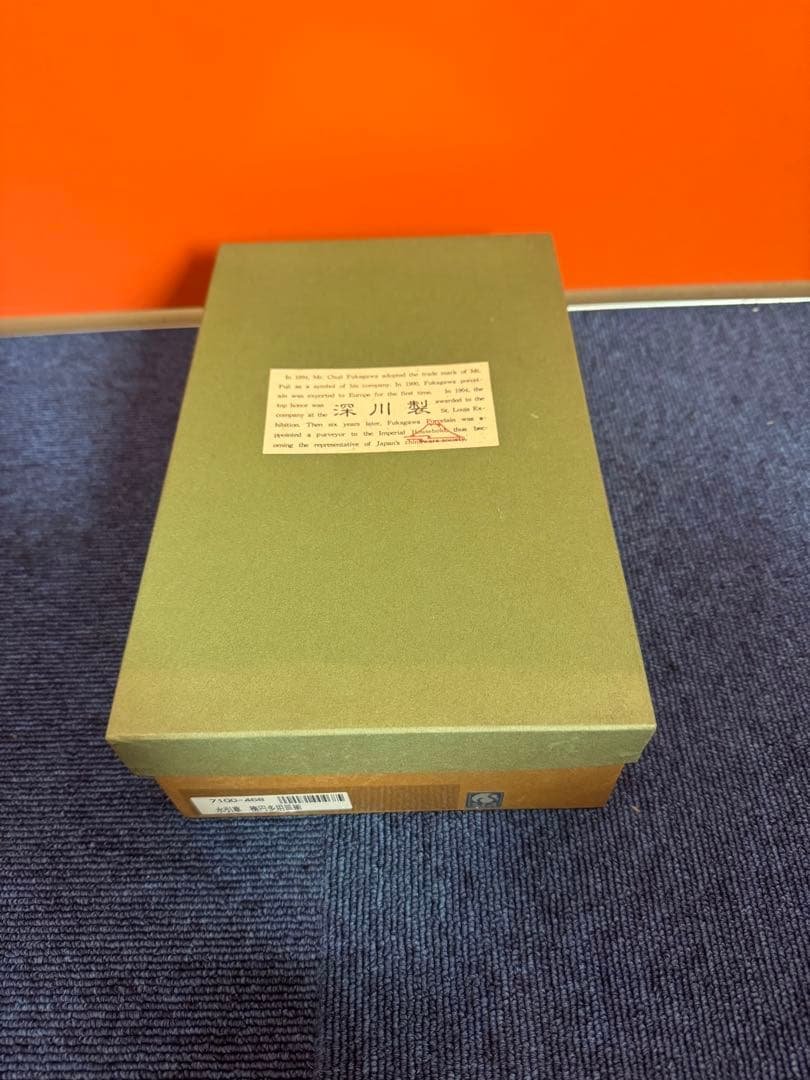 In 1894, Mr. Chuji Fukagawa adopted the trade mark of Mt.
Fuji as a symbol of his company. In 1900, Fukagawa porcel-
ain was exported to Europe for the first time. In 1904, the
top honor was 深川製 awarded to the
company at the St. Louis Ex-
hibition. Then six years later, Fukagawa Porcelain was a-
ppointed a purveyor to the Imperial Household, thus bec-
oming the representative of Japan's
7100-468